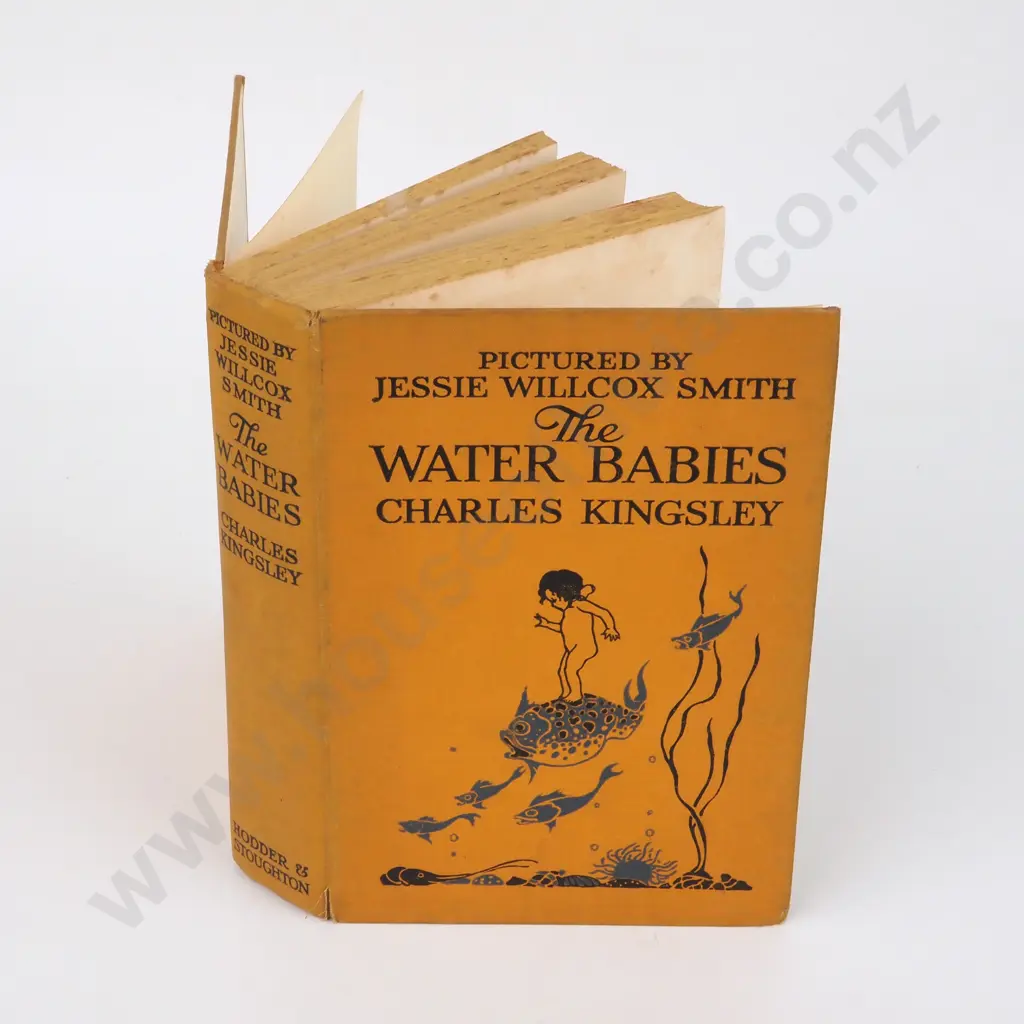 PICTURED BY
JESSIE
WILLCOX
SMITH
The
WATER
BABIES
CHARLES
KINGSLEY
HODDER &
STOUGHTON
PICTURED BY
JESSIE WILLCOX SMITH
The
WATER BABIES
CHARLES KINGSLEY